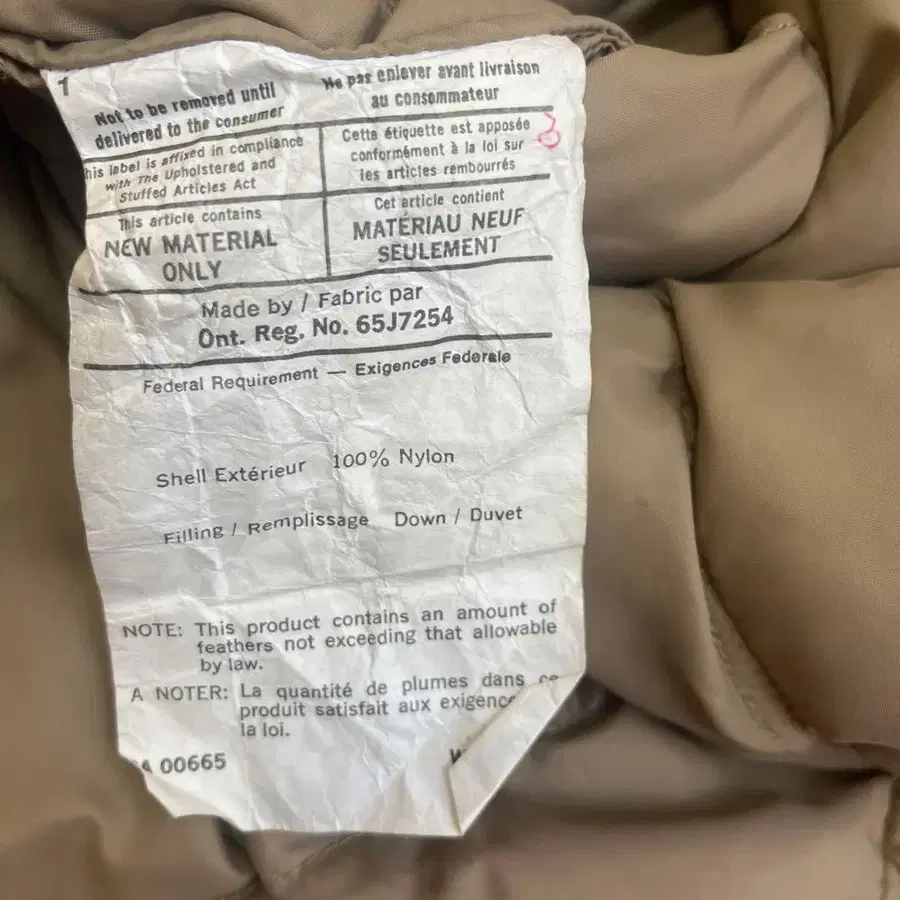 1
Not to be removed until
delivered to the consumer
Ne pas enlever avant livraison
au consommateur
his label is affixed in compliance
with The Upholstered and
Stuffed Articles Act
Cette étiquette est apposée
conformément à la loi sur
les articles rembourrés
This article contains
NEW MATERIAL
ONLY
Cet article contient
MATÉRIAU NEUF
SEULEMENT
Made by / Fabric par
Ont. Reg. No. 65J7254
Federal Requirement — Exigences Federale
Shell Extérieur 100% Nylon
Filling / Remplissage Down / Duvet
NOTE: This product contains an amount of
feathers not exceeding that allowable
by law.
A NOTER: La quantité de plumes dans ce
produit satisfait aux exigenc
la loi.
A 00665